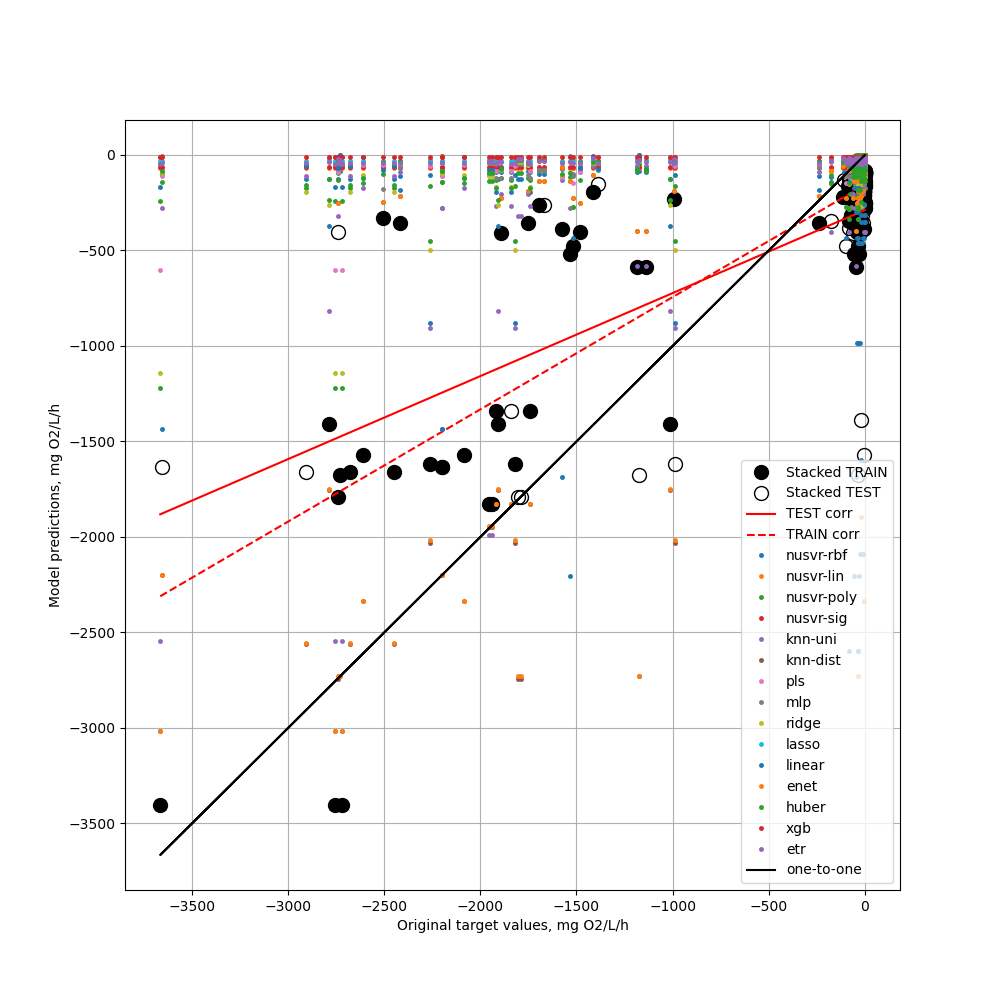 0
−500
−1000
−1500
−2000
−2500
−3000
−3500
Model predictions, mg O2/L/h
−3500
−3000
−2500
−2000
−1500
−1000
−500
0
Original target values, mg O2/L/h
Stacked TRAIN
Stacked TEST
TEST corr
TRAIN corr
nusvr-rbf
nusvr-lin
nusvr-poly
nusvr-sig
knn-uni
knn-dist
pls
mlp
ridge
lasso
linear
enet
huber
xgb
etr
one-to-one